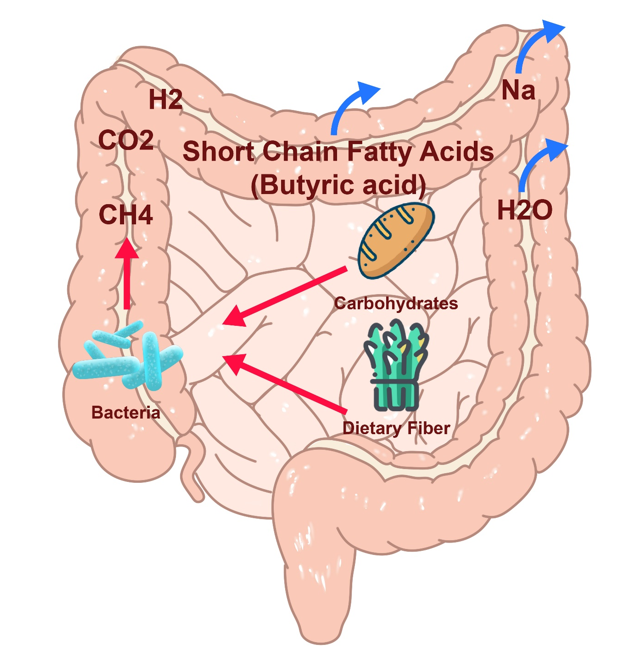 H2
Na
CO2
Short Chain Fatty Acids
(Butyric acid)
CH4
H2O
Carbohydrates
Bacteria
Dietary Fiber